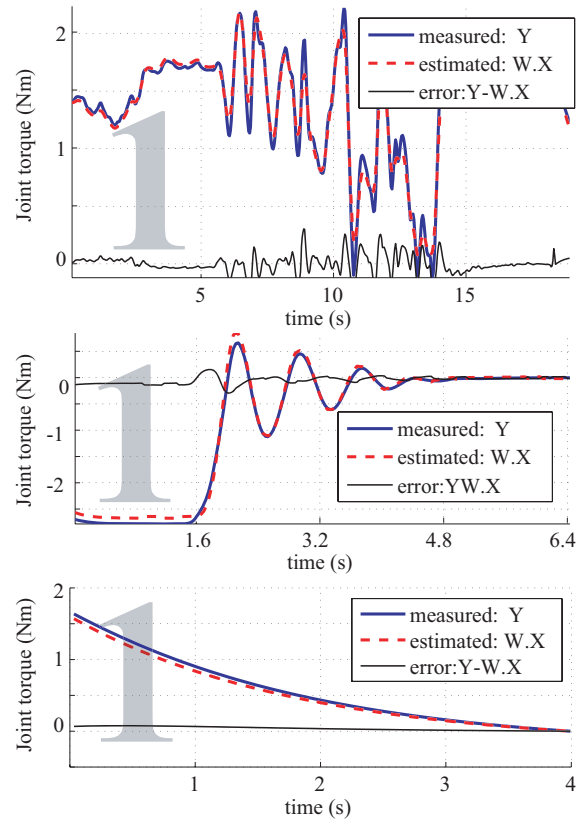 2
1
0
Joint torque (Nm)
measured: Y
estimated: W.X
error:Y-W.X
1
5
10
15
time (s)
0
-1
-2
Joint torque (Nm)
measured: Y
estimated: W.X
error:YW.X
1
1.6
3.2
4.8
6.4
time (s)
2
1
0
Joint torque (Nm)
measured: Y
estimated: W.X
error:Y-W.X
1
1
2
3
4
time (s)